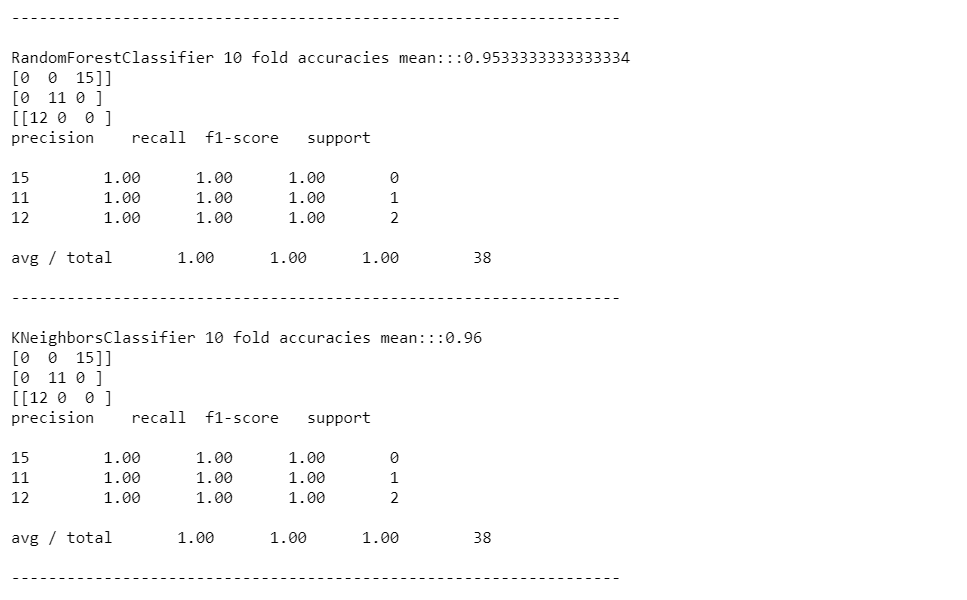 ------------------------------------------------------------------
RandomForestClassifier 10 fold accuracies mean:::0.9533333333333334
[0  0  15]]
[0  11 0 ]
[[12 0  0 ]
precision    recall  f1-score   support
15        1.00      1.00      1.00       0
11        1.00      1.00      1.00       1
12        1.00      1.00      1.00       2
avg / total       1.00      1.00      1.00        38
------------------------------------------------------------------
KNeighborsClassifier 10 fold accuracies mean:::0.96
[0  0  15]]
[0  11 0 ]
[[12 0  0 ]
precision    recall  f1-score   support
15        1.00      1.00      1.00       0
11        1.00      1.00      1.00       1
12        1.00      1.00      1.00       2
avg / total       1.00      1.00      1.00        38
------------------------------------------------------------------